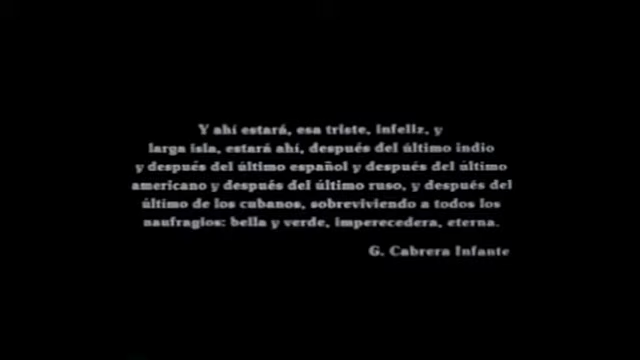 Y ahí estará, esa triste, infeliz, y
larga isla, estará ahí, después del último indio
y después del último español y después del último
americano y después del último ruso, y después del
último de los cubanos, sobreviviendo a todos los
naufragios: bella y verde, imperecedera, eterna.
G. Cabrera Infante